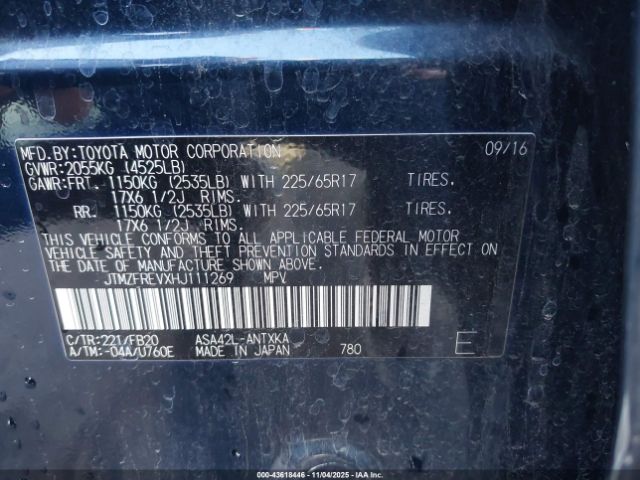 MFD.BY:TOYOTA MOTOR CORPORATION 09/16
GVWR:2055KG (4525LB)
GAWR:FRT. 1150KG (2535LB) WITH 225/65R17 TIRES.
17X6 1/2J RIMS.
RR. 1150KG (2535LB) WITH 225/65R17 TIRES.
17X6 1/2J RIMS.
THIS VEHICLE CONFORMS TO ALL APPLICABLE FEDERAL MOTOR
VEHICLE SAFETY AND THEFT PREVENTION STANDARDS IN EFFECT ON
THE DATE OF MANUFACTURE SHOWN ABOVE.
JTMZFREVXHJ111269 MPV
C/TR:221/FB20 ASA42L-ANTXKA
A/TM:-04A/U760E MADE IN JAPAN 780 E
00-43618446 - 11/04/2025 - COPART.CA